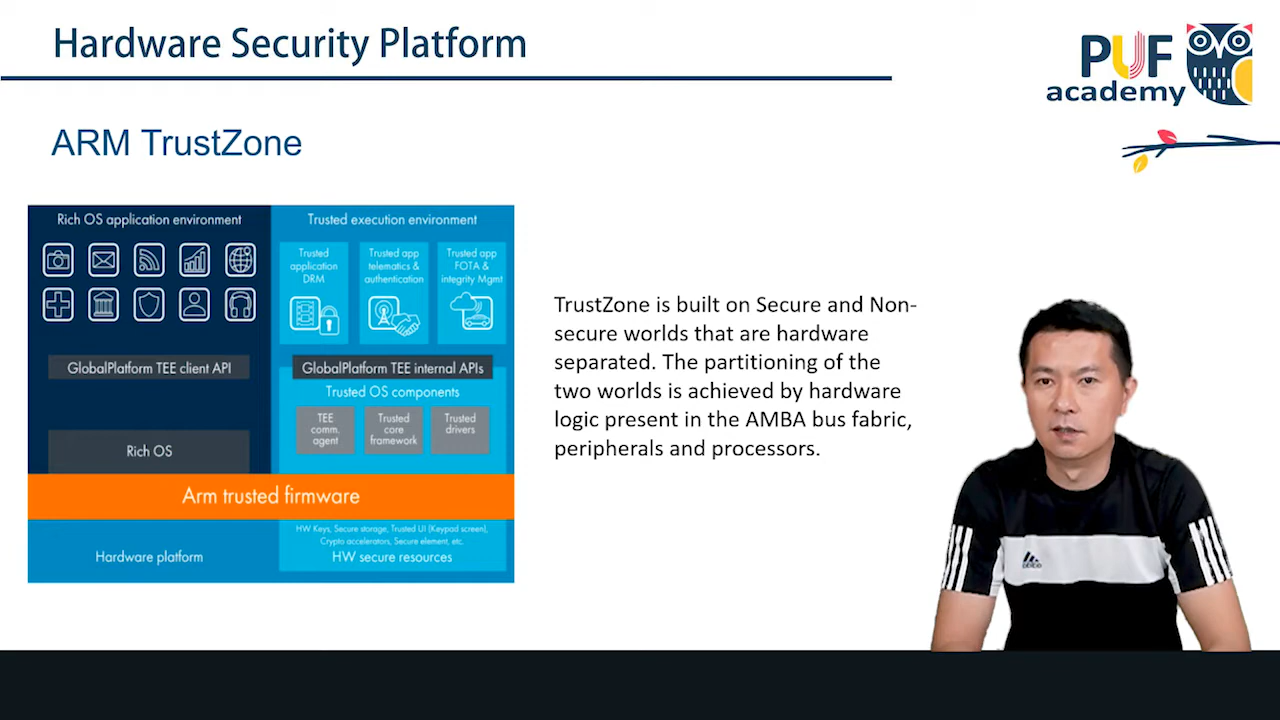 Hardware Security Platform
PUF
academy
ARM TrustZone
Rich OS application environment
Trusted execution environment
Trusted
application
DRM
Trusted app
telematics &
authentication
Trusted app
FOTA &
integrity Mgmt
GlobalPlatform TEE client API
GlobalPlatform TEE internal APIs
Trusted OS components
TEE
comm.
agent
Trusted
core
framework
Trusted
drivers
Rich OS
Arm trusted firmware
HW Keys, Secure storage, Trusted UI (Keypad screen),
Crypto accelerators, Secure element, etc.
Hardware platform
HW secure resources
TrustZone is built on Secure and Non-
secure worlds that are hardware
separated. The partitioning of the
two worlds is achieved by hardware
logic present in the AMBA bus fabric,
peripherals and processors.